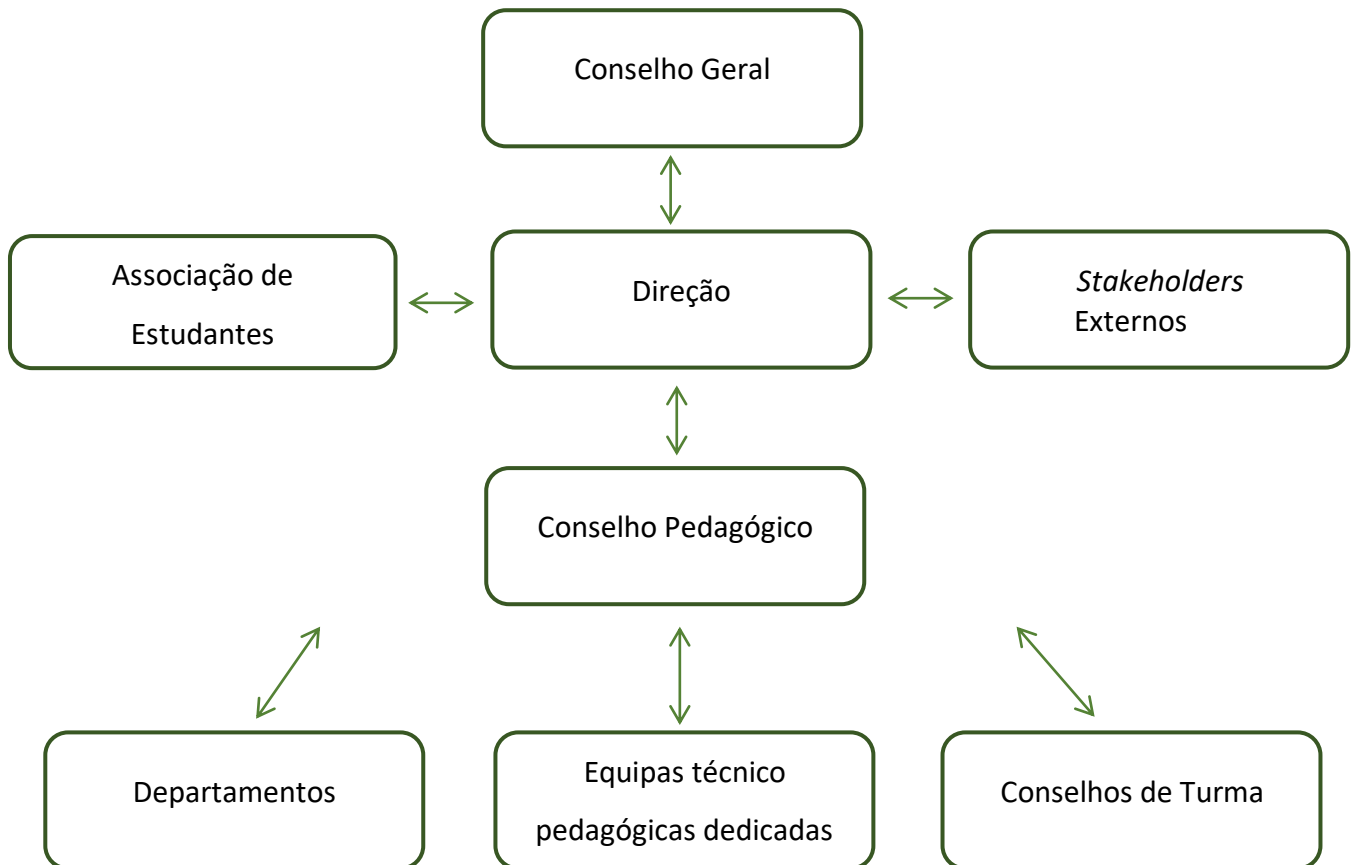 Conselho Geral
Associação de
Estudantes
Direção
Stakeholders
Externos
Conselho Pedagógico
Departamentos
Equipas técnico
pedagógicas dedicadas
Conselhos de Turma